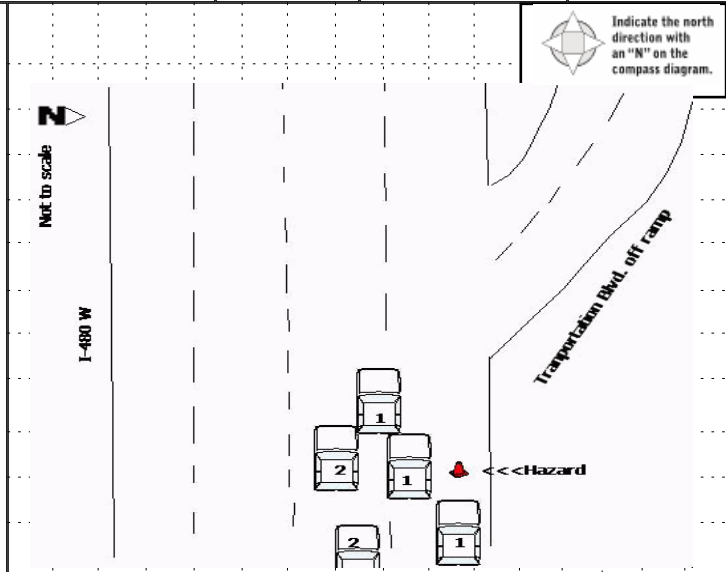 Indicate the north
direction with
an "N" on the
compass diagram.
N
Not to scale
I-480 W
Tranportation Blvd. off ramp
1
2
1
<<<Hazard
2
1